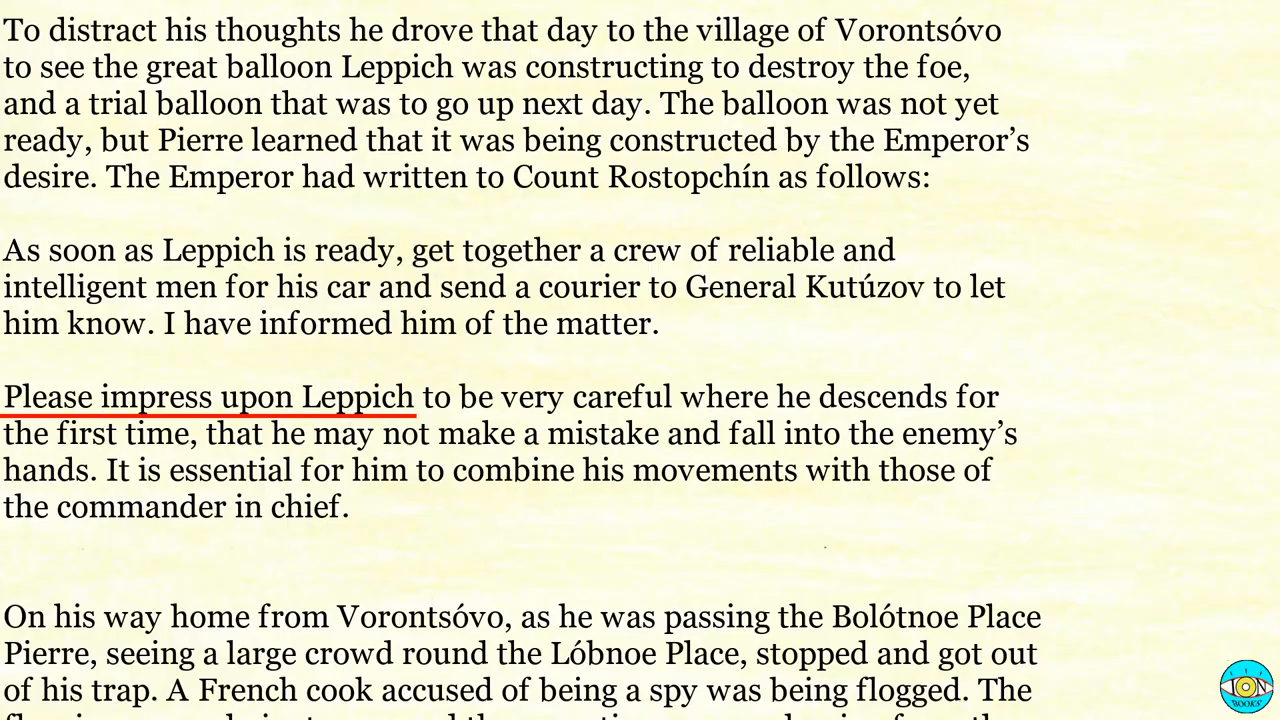 To distract his thoughts he drove that day to the village of Vorontsóvo
to see the great balloon Leppich was constructing to destroy the foe,
and a trial balloon that was to go up next day. The balloon was not yet
ready, but Pierre learned that it was being constructed by the Emperor’s
desire. The Emperor had written to Count Rostopchín as follows:
As soon as Leppich is ready, get together a crew of reliable and
intelligent men for his car and send a courier to General Kutúzov to let
him know. I have informed him of the matter.
Please impress upon Leppich to be very careful where he descends for
the first time, that he may not make a mistake and fall into the enemy’s
hands. It is essential for him to combine his movements with those of
the commander in chief.
On his way home from Vorontsóvo, as he was passing the Bolótnoe Place
Pierre, seeing a large crowd round the Lóbnoe Place, stopped and got out
of his trap. A French cook accused of being a spy was being flogged. The
ION
BOOKS